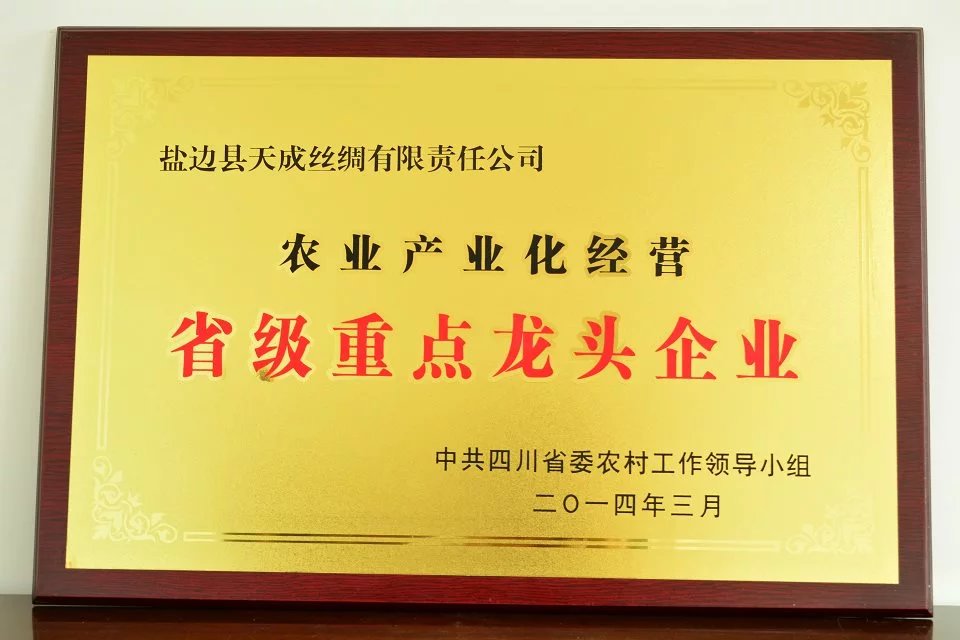 盐边县天成丝绸有限责任公司
农业产业化经营
省级重点龙头企业
中共四川省委农村工作领导小组
二〇一四年三月